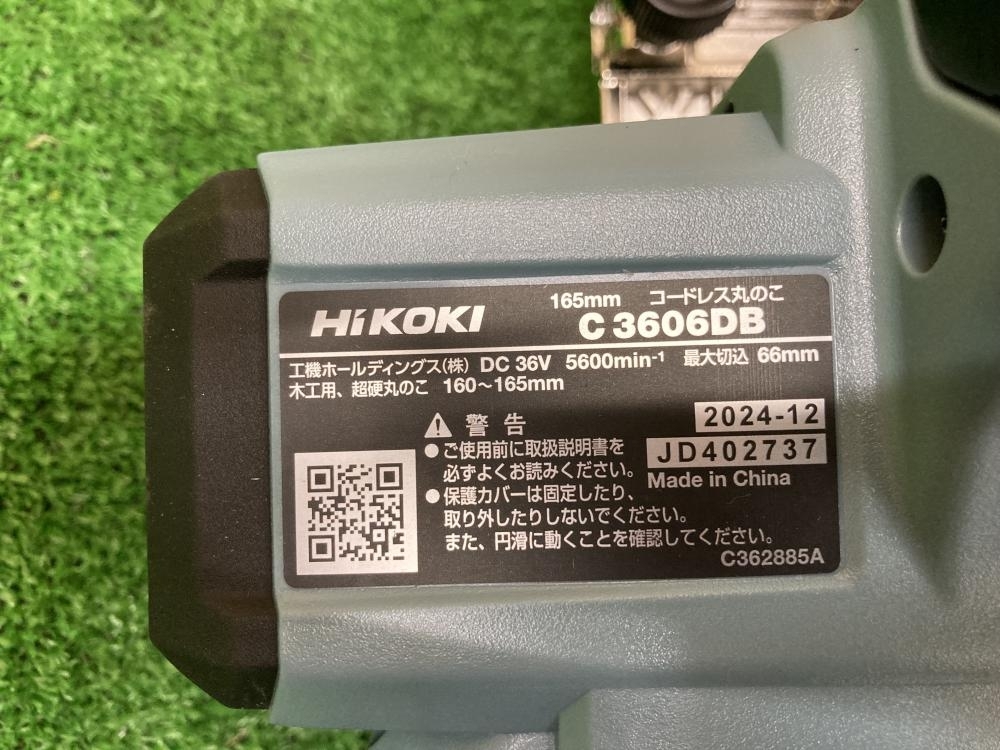 HiKOKI
165mm コードレス丸のこ
C 3606DB
工機ホールディングス(株) DC 36V 5600min-1 最大切込 66mm
木工用、超硬丸のこ 160～165mm
警告
2024-12
●ご使用前に取扱説明書を
必ずよくお読みください。
JD402737
Made in China
●保護カバーは固定したり、
取り外したりしないでください。
また、円滑に動くことを確認してください。
C362885A